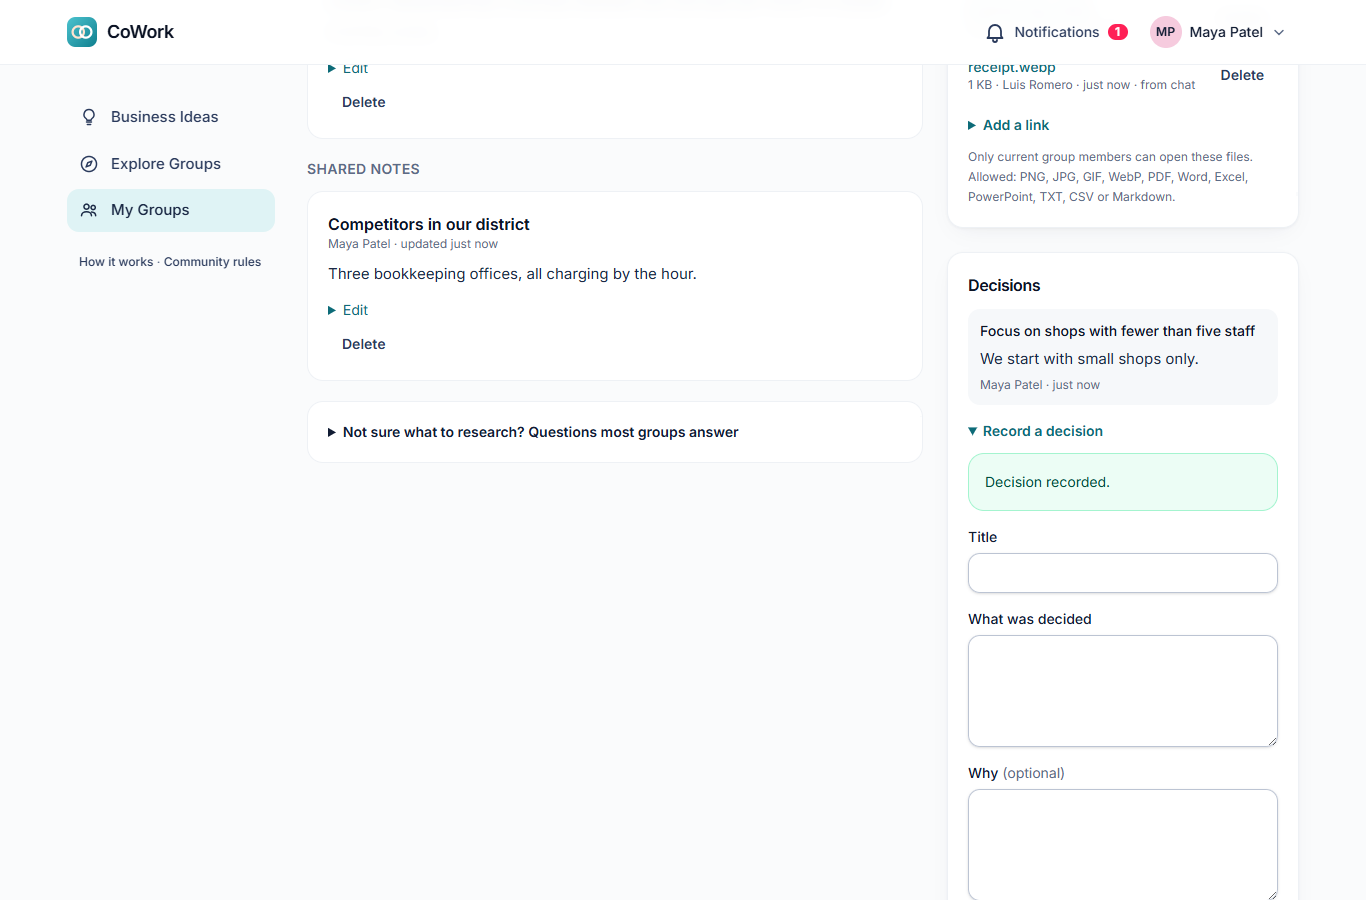 CoWork
Notifications 1
MP Maya Patel
Business Ideas
Explore Groups
My Groups
How it works · Community rules
Edit
Delete
SHARED NOTES
Competitors in our district
Maya Patel · updated just now
Three bookkeeping offices, all charging by the hour.
Edit
Delete
Not sure what to research? Questions most groups answer
receipt.webp
1 KB · Luis Romero · just now · from chat
Delete
Add a link
Only current group members can open these files.
Allowed: PNG, JPG, GIF, WebP, PDF, Word, Excel,
PowerPoint, TXT, CSV or Markdown.
Decisions
Focus on shops with fewer than five staff
We start with small shops only.
Maya Patel · just now
Record a decision
Decision recorded.
Title
What was decided
Why (optional)